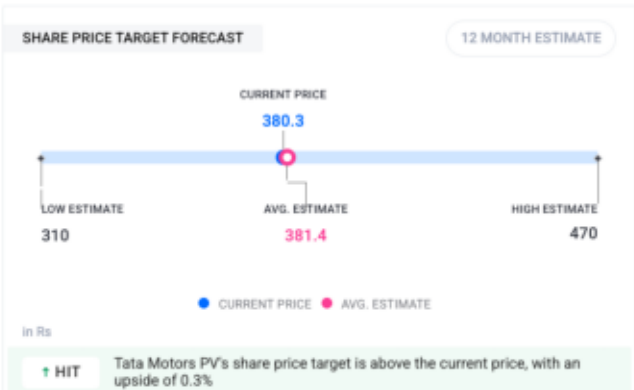 SHARE PRICE TARGET FORECAST
12 MONTH ESTIMATE
CURRENT PRICE
380.3
LOW ESTIMATE
AVG. ESTIMATE
HIGH ESTIMATE
310
381.4
470
CURRENT PRICE
AVG. ESTIMATE
in Rs
↑ HIT
Tata Motors PV's share price target is above the current price, with an
upside of 0.3%